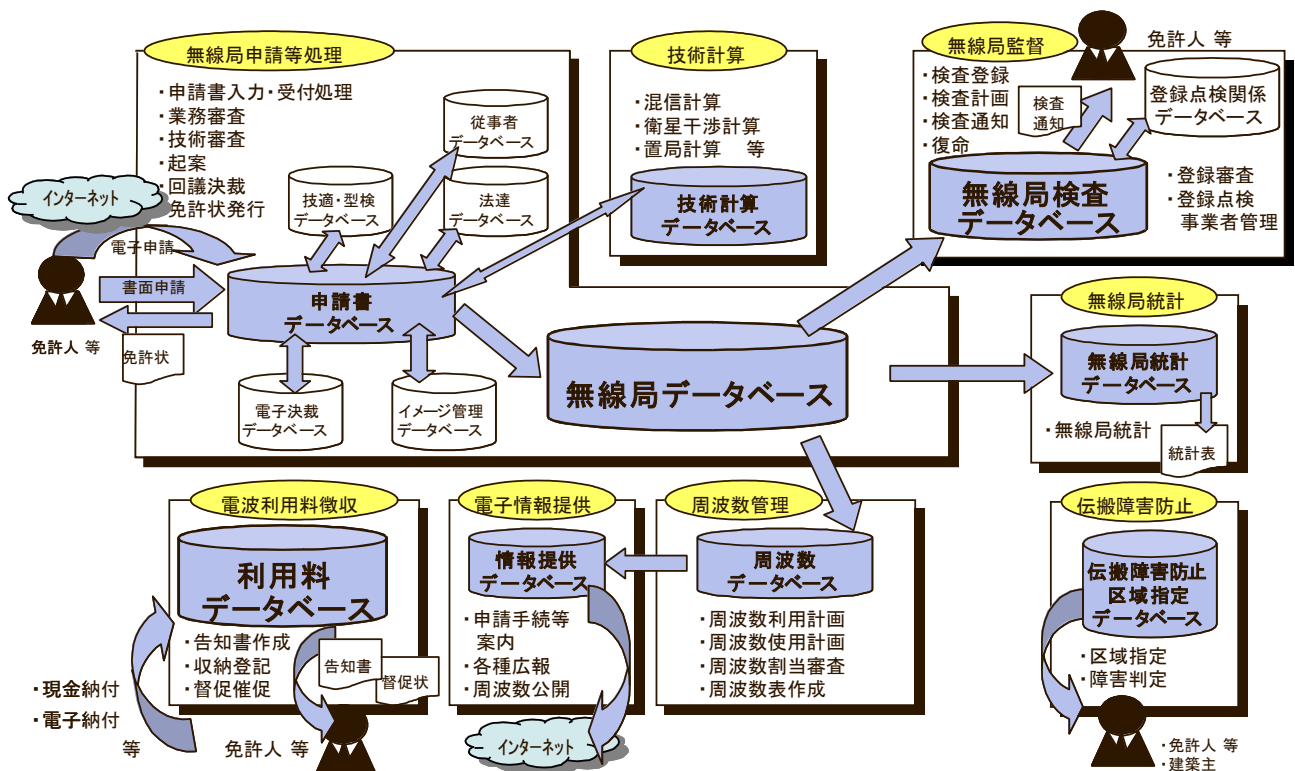 無線局申請等処理
・申請書入力・受付処理
・業務審査
・技術審査
・起案
・回議決裁
・免許状発行
インターネット
電子申請
書面申請
免許人 等
免許状
従事者
データベース
技適・型検
データベース
法達
データベース
申請書
データベース
電子決裁
データベース
イメージ管理
データベース
無線局データベース
技術計算
・混信計算
・衛星干渉計算
・置局計算 等
技術計算
データベース
無線局監督
免許人 等
・検査登録
・検査計画
・検査通知
・復命
検査
通知
登録点検関係
データベース
無線局検査
データベース
・登録審査
・登録点検
事業者管理
無線局統計
無線局統計
データベース
・無線局統計
統計表
電波利用料徴収
利用料
データベース
・告知書作成
・収納登記
・督促催促
告知書
督促状
・現金納付
・電子納付
等
免許人 等
電子情報提供
情報提供
データベース
・申請手続等
案内
・各種広報
・周波数公開
インターネット
周波数管理
周波数
データベース
・周波数利用計画
・周波数使用計画
・周波数割当審査
・周波数表作成
伝搬障害防止
伝搬障害防止
区域指定
データベース
・区域指定
・障害判定
・免許人 等
・建築主